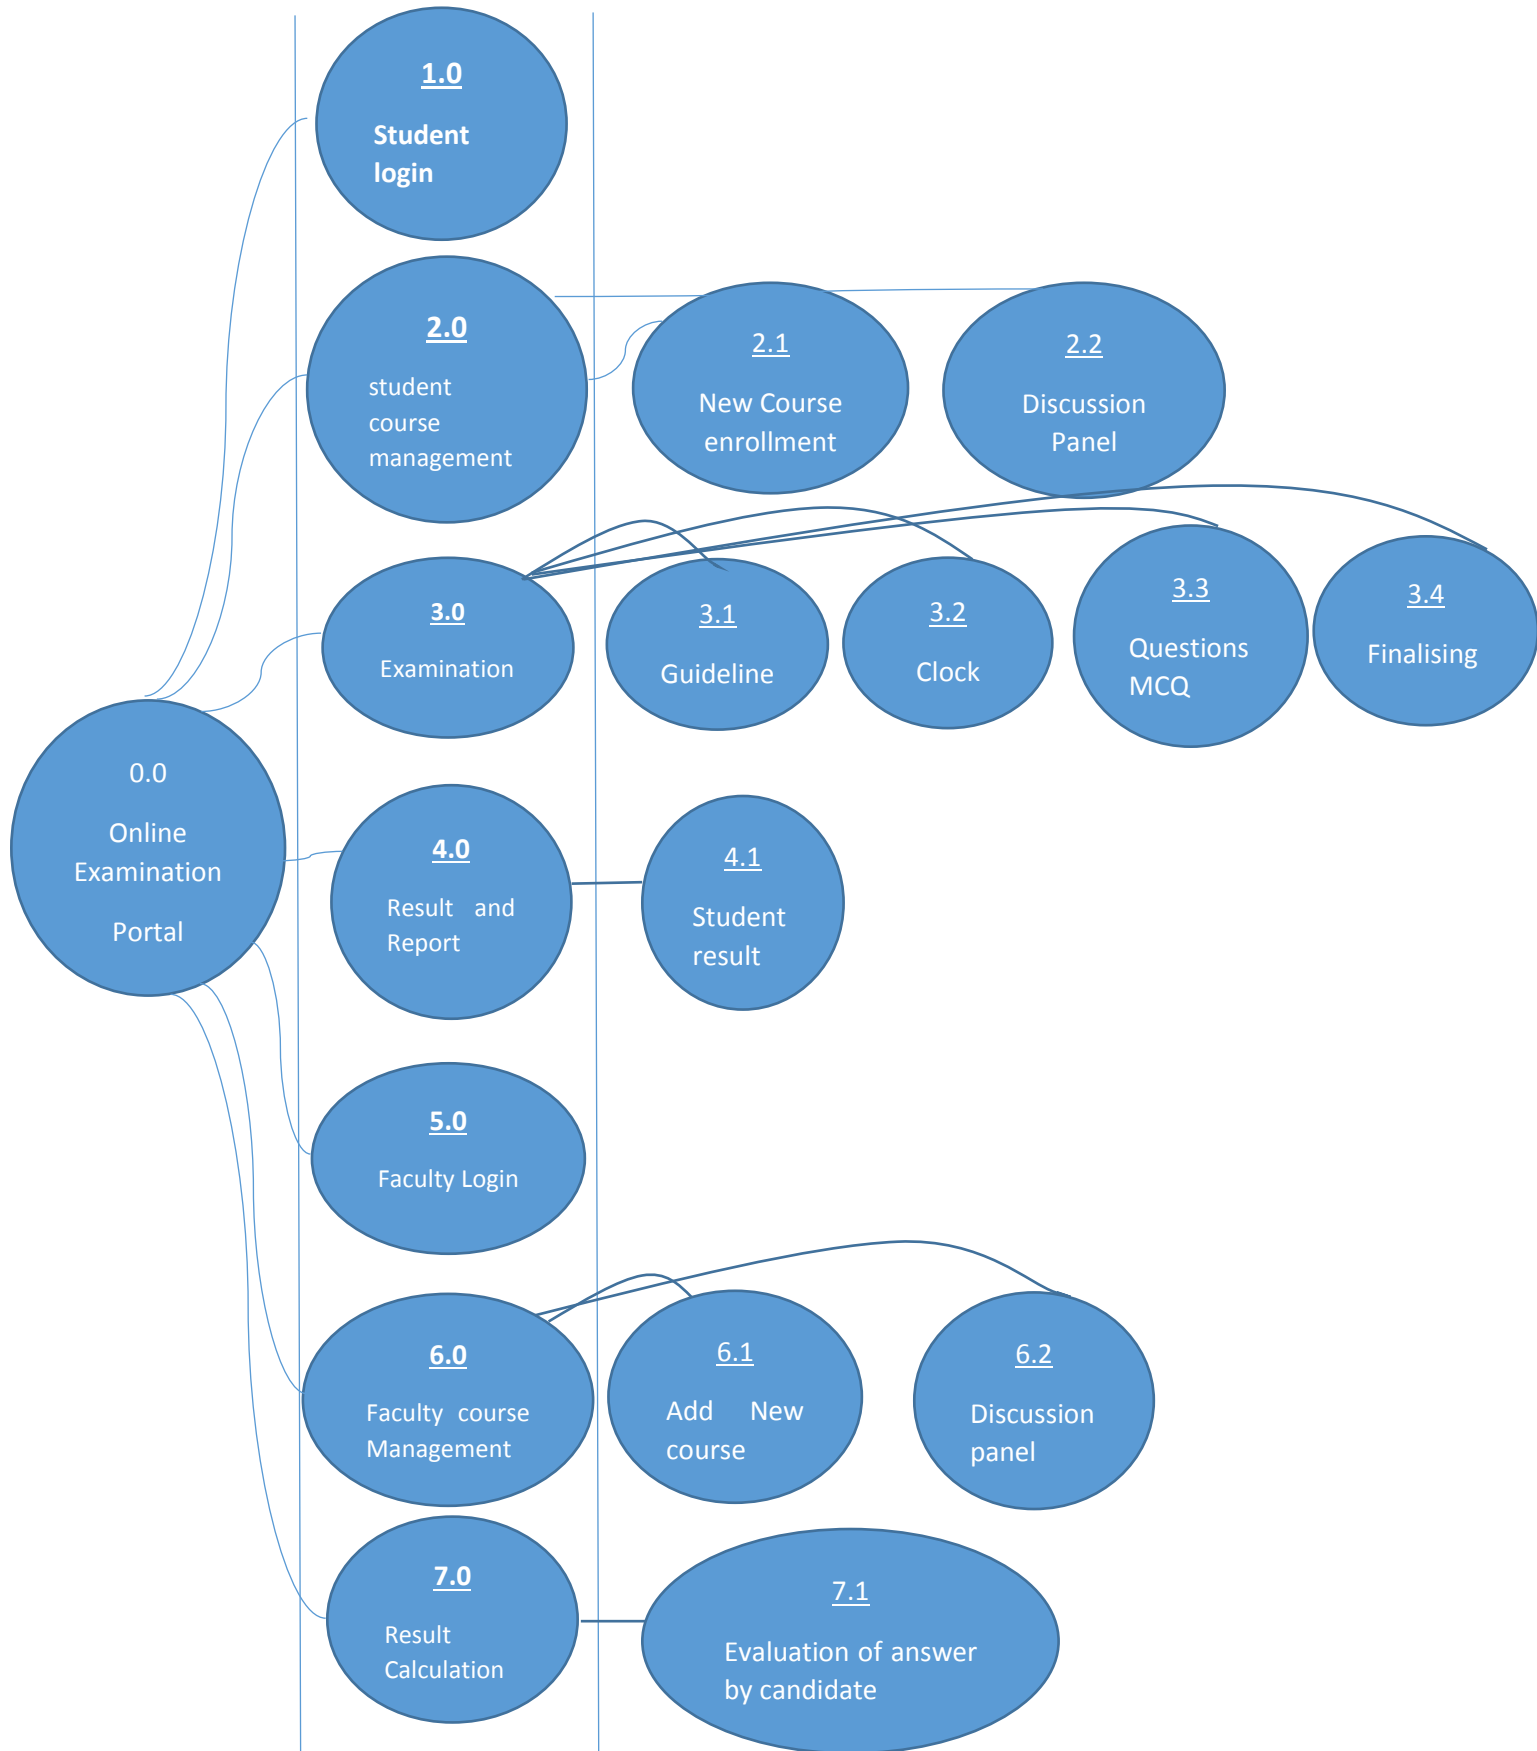 1.0
Student
login
2.0
student
course
management
2.1
New Course
enrollment
2.2
Discussion
Panel
3.0
Examination
3.1
Guideline
3.2
Clock
3.3
Questions
MCQ
3.4
Finalising
0.0
Online
Examination
Portal
4.0
Result and
Report
4.1
Student
result
5.0
Faculty Login
6.0
Faculty course
Management
6.1
Add New
course
6.2
Discussion
panel
7.0
Result
Calculation
7.1
Evaluation of answer
by candidate